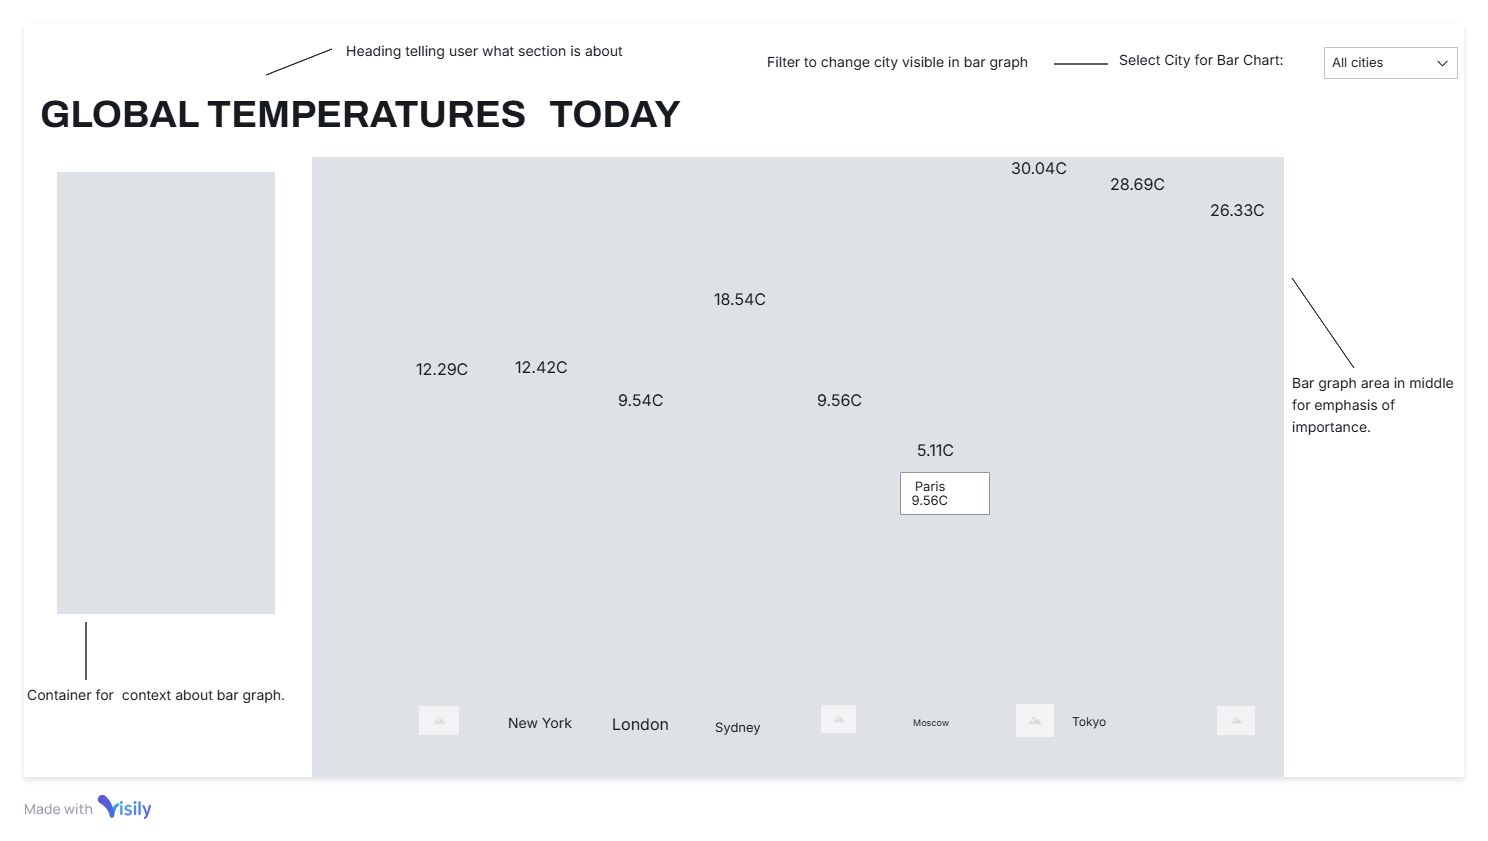 Heading telling user what section is about
Filter to change city visible in bar graph
Select City for Bar Chart:
All cities
GLOBAL TEMPERATURES TODAY
30.04C
28.69C
26.33C
18.54C
12.29C
12.42C
9.54C
9.56C
5.11C
Paris
9.56C
Bar graph area in middle
for emphasis of
importance.
Container for context about bar graph.
New York
London
Sydney
Moscow
Tokyo
Made with Visily